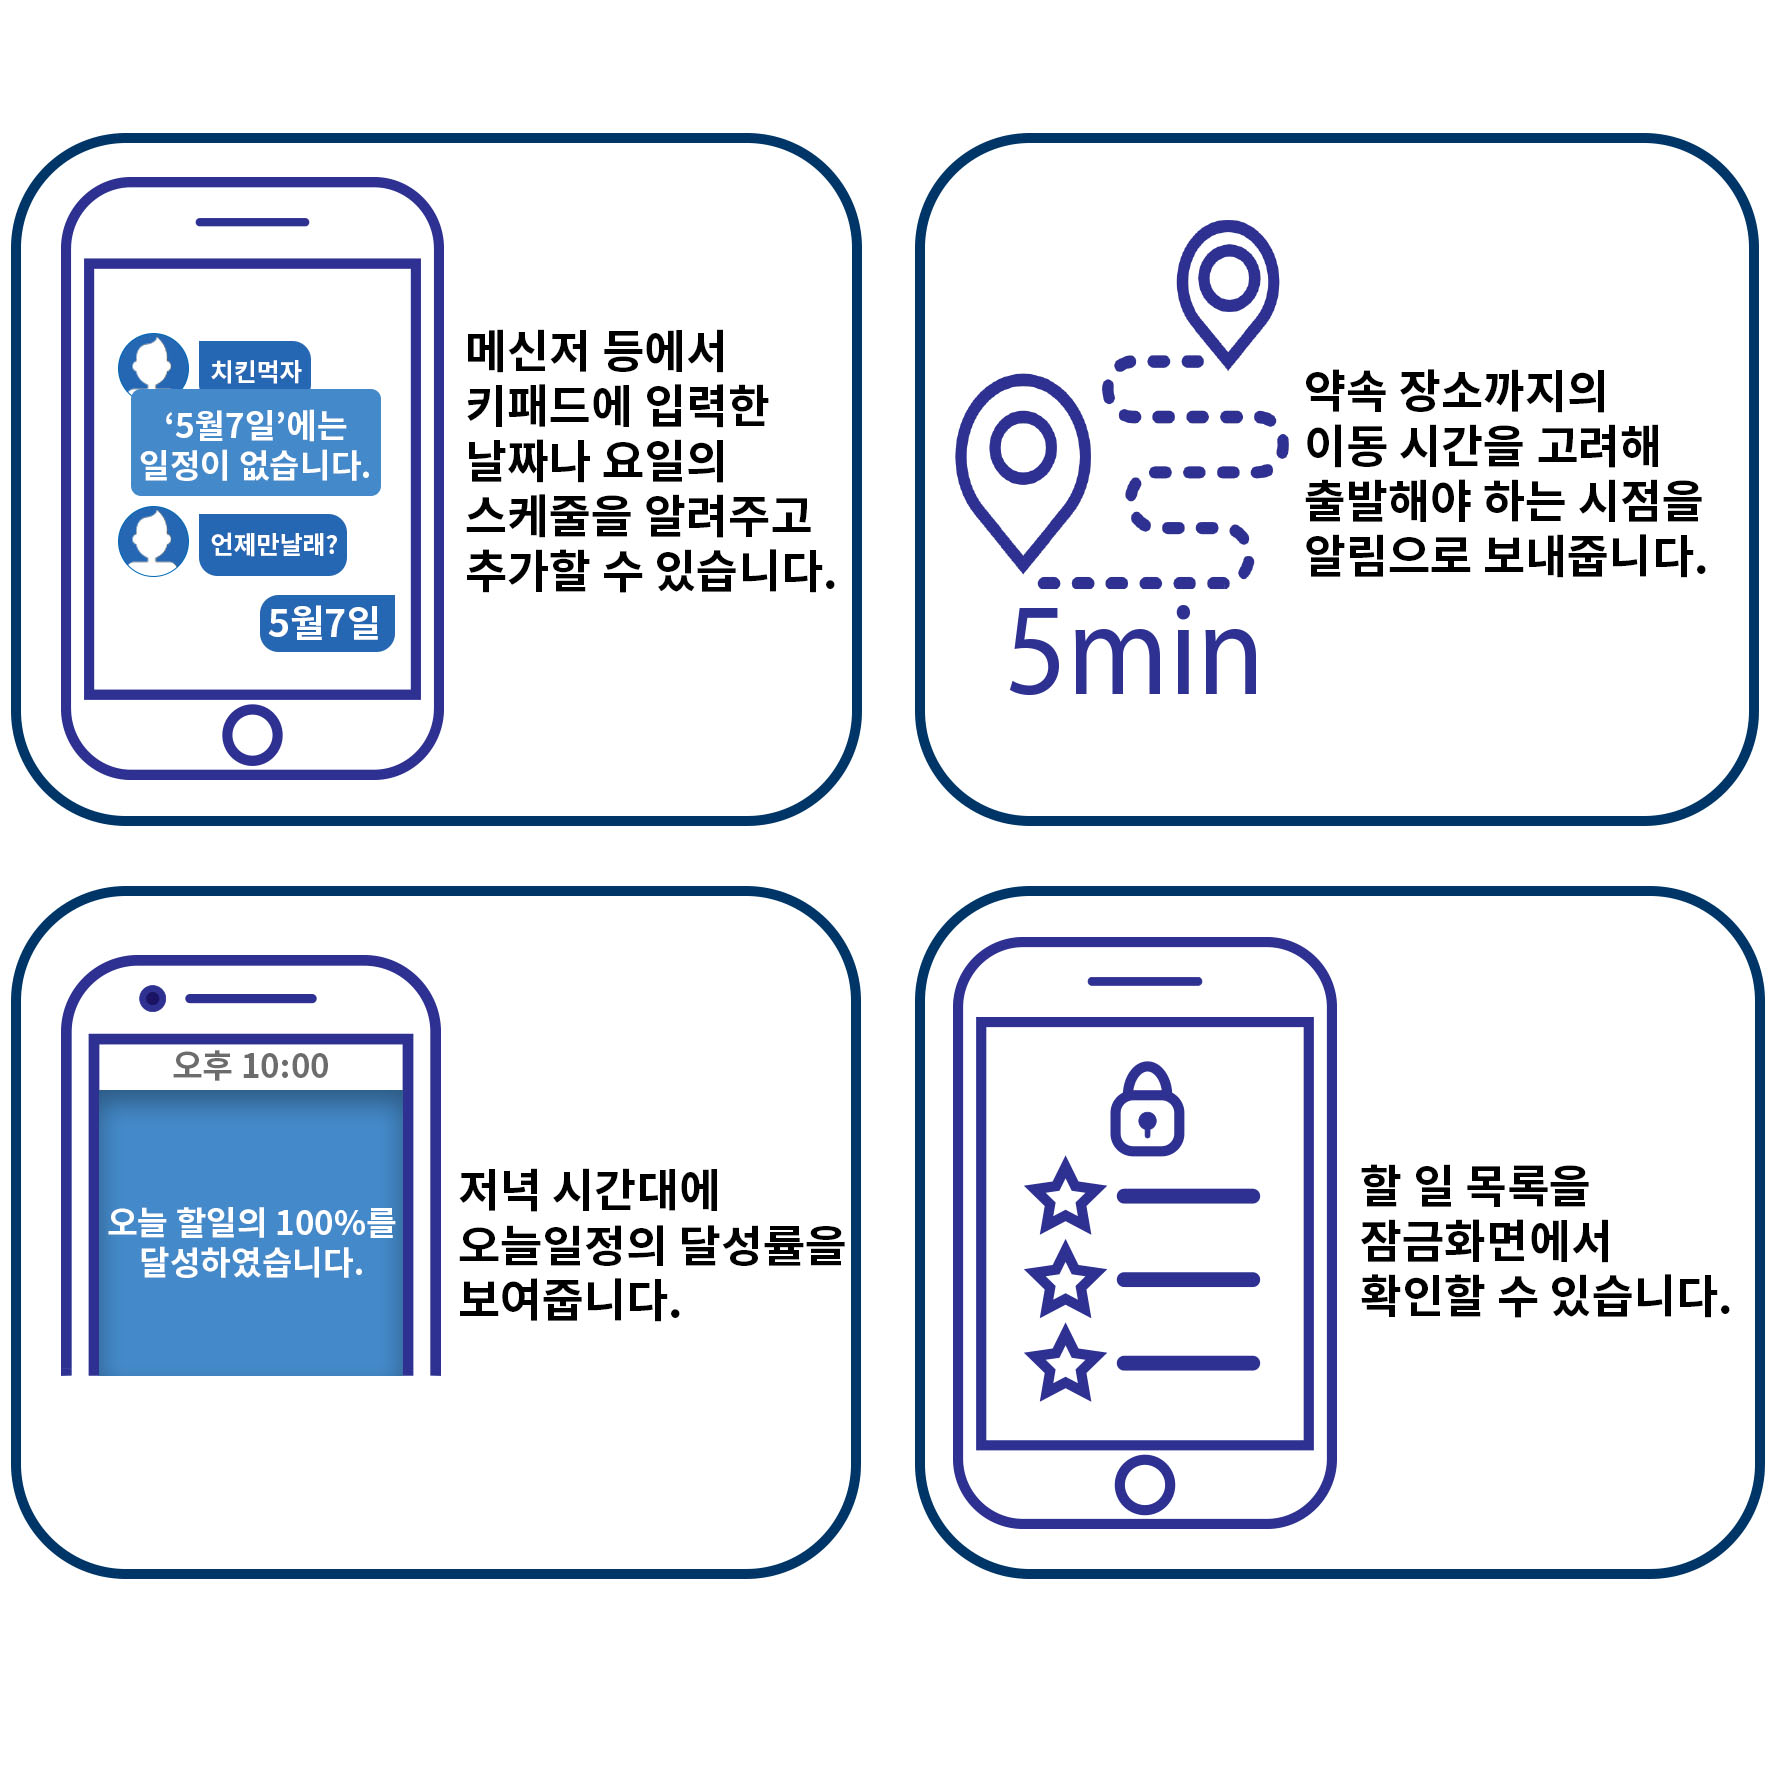 치킨먹자
‘5월7일’에는
일정이 없습니다.
언제만날래?
5월7일
메신저 등에서
키패드에 입력한
날짜나 요일의
스케줄을 알려주고
추가할 수 있습니다.
5min
약속 장소까지의
이동 시간을 고려해
출발해야 하는 시점을
알림으로 보내줍니다.
오후 10:00
오늘 할일의 100%를
달성하였습니다.
저녁 시간대에
오늘일정의 달성률을
보여줍니다.
할 일 목록을
잠금화면에서
확인할 수 있습니다.